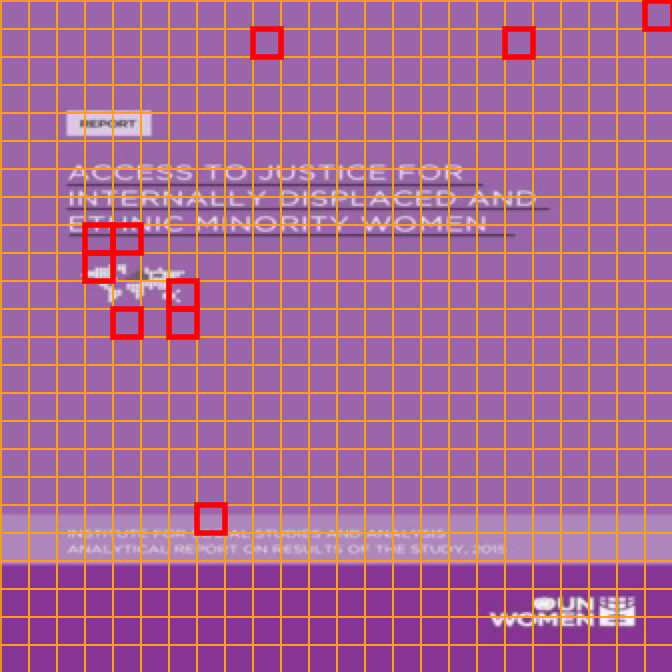 REPORT
ACCESS TO JUSTICE FOR
INTERNALLY DISPLACED AND
ETHNIC MINORITY WOMEN
INSTITUTE FOR SOCIAL STUDIES AND ANALYSIS
ANALYTICAL REPORT ON RESULTS OF THE STUDY, 2015
UN
WOMEN